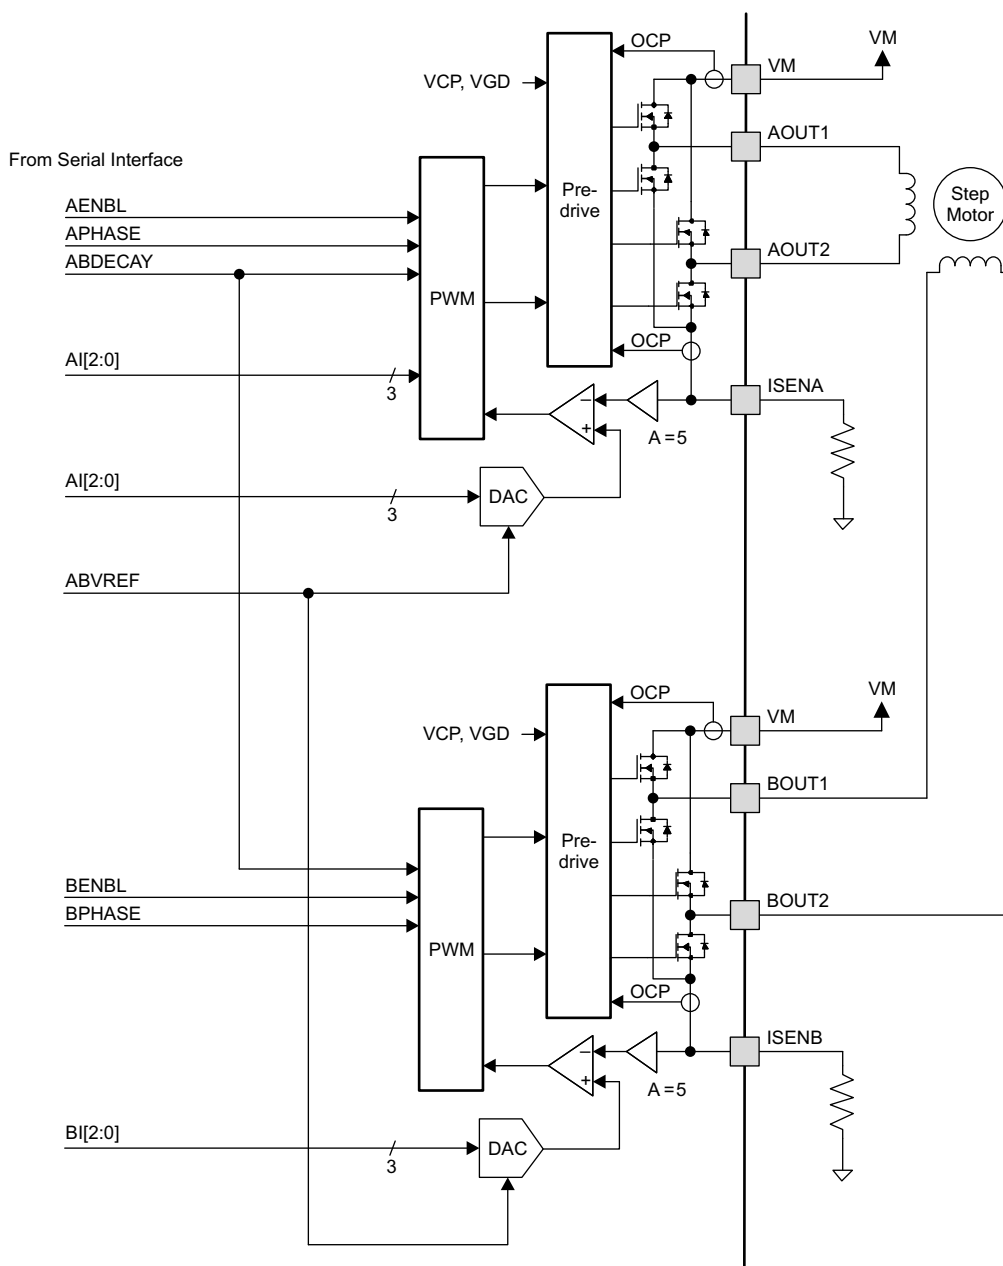 OCP
VM
VM
VCP, VGD
AOUT1
From Serial Interface
Pre-
drive
Step
Motor
AENBL
APHASE
ABDECAY
AOUT2
PWM
OCP
AI[2:0]
3
ISENA
–
+
A = 5
AI[2:0]
3
DAC
ABVREF
OCP
VM
VM
VCP, VGD
BOUT1
Pre-
drive
BENBL
BPHASE
BOUT2
PWM
OCP
ISENB
–
+
A = 5
BI[2:0]
3
DAC